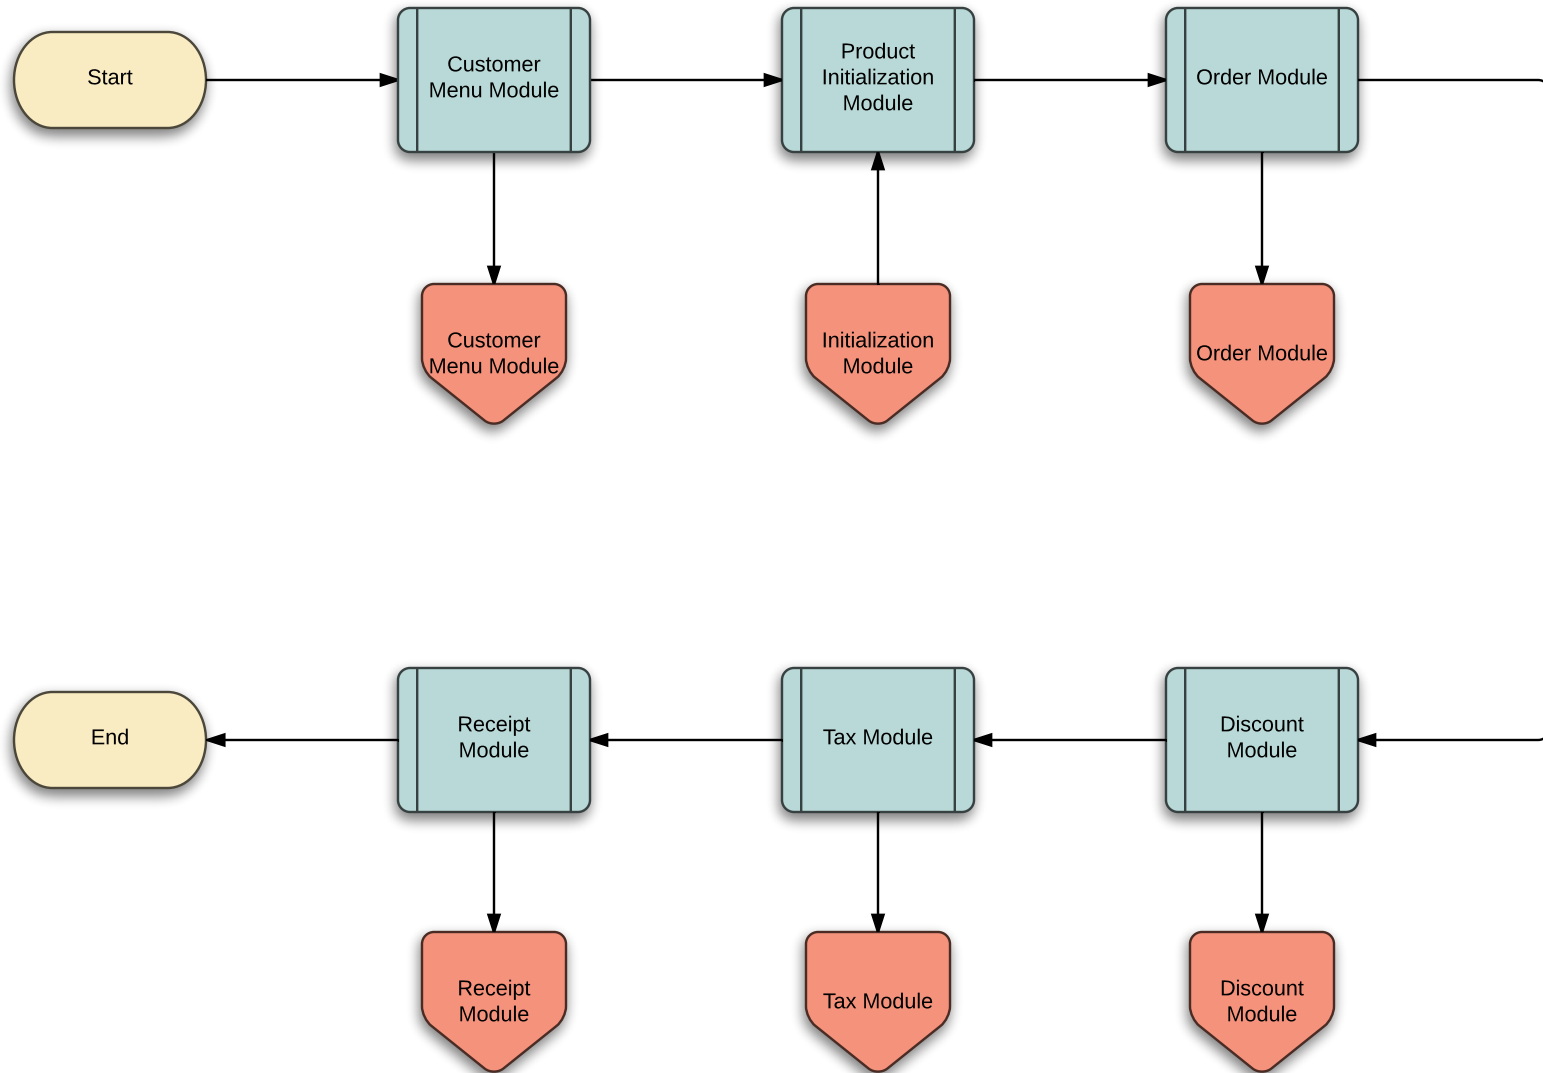 Start
Customer
Menu Module
Product
Initialization
Module
Order Module
Customer
Menu Module
Initialization
Module
Order Module
End
Receipt
Module
Tax Module
Discount
Module
Receipt
Module
Tax Module
Discount
Module